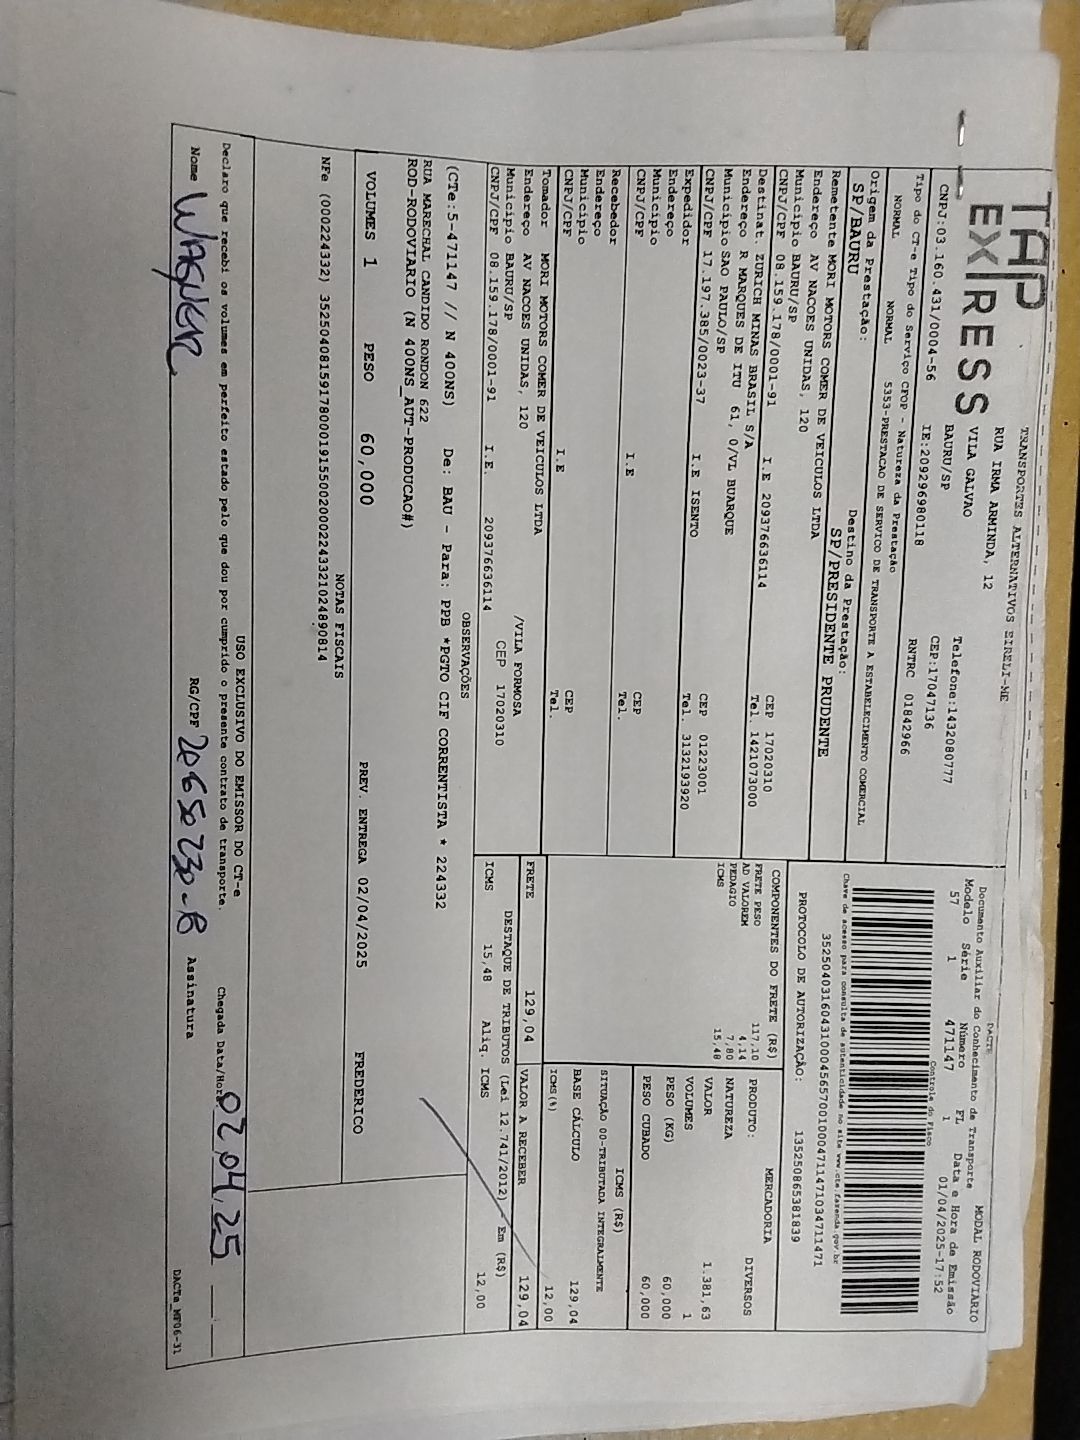 TAP
EXPRESS
TRANSPORTES ALTERNATIVOS EIRELI-ME
RUA IRMA ARMINDA, 12
VILA GALVAO
BAURU/SP
Telefone:1432080777
CEP:17047136
CNPJ:03.160.431/0004-56 IE:209296980118 RNTRC 01842966
Tipo do CT-e Tipo do Serviço CFOP - Natureza da Prestação
NORMAL NORMAL 5353-PRESTACAO DE SERVICO DE TRANSPORTE A ESTABELECIMENTO COMERCIAL
Origem da Prestação: Destino da Prestação:
SP/BAURU SP/PRESIDENTE PRUDENTE
DACTE
Documento Auxiliar do Conhecimento de Transporte MODAL RODOVIÁRIO
Modelo Série Número FL Data e Hora de Emissão
57 1 471147 1 01/04/2025-17:52
Controle do Fisco
Chave de acesso para consulta de autenticidade no site www.cte.fazenda.gov.br
35250403160431000456570010004711471034711471
PROTOCOLO DE AUTORIZAÇÃO: 135250865381839
Remetente MORI MOTORS COMER DE VEICULOS LTDA
Endereço AV NACOES UNIDAS, 120
Município BAURU/SP CEP 17020310
CNPJ/CPF 08.159.178/0001-91 I.E 209376636114 Tel. 1421073000
Destinat. ZURICH MINAS BRASIL S/A
Endereço R MARQUES DE ITU 61, 0/VL BUARQUE
Município SAO PAULO/SP CEP 01223001
CNPJ/CPF 17.197.385/0023-37 I.E ISENTO Tel. 3132193920
Expedidor
Endereço
Município CEP
CNPJ/CPF I.E Tel.
Recebedor
Endereço
Município CEP
CNPJ/CPF I.E Tel.
Tomador MORI MOTORS COMER DE VEICULOS LTDA
Endereço AV NACOES UNIDAS, 120 /VILA FORMOSA
Município BAURU/SP CEP 17020310
CNPJ/CPF 08.159.178/0001-91 I.E. 209376636114
COMPONENTES DO FRETE (R$)
FRETE PESO 117,10
AD VALOREM 4,14
PEDAGIO 7,80
ICMS 15,48
FRETE 129,04
MERCADORIA
PRODUTO: DIVERSOS
NATUREZA
VALOR 1.381,63
VOLUMES 1
PESO (KG) 60,000
PESO CUBADO 60,000
ICMS (R$)
SITUAÇÃO 00-TRIBUTADA INTEGRALMENTE
BASE CÁLCULO 129,04
ICMS(%) 12,00
VALOR A RECEBER 129,04
DESTAQUE DE TRIBUTOS (Lei 12.741/2012) - Em (R$)
ICMS 15,48 Aliq. ICMS 12,00
OBSERVAÇÕES
(CTe:5-471147 // N 400NS) De: BAU - Para: PPB *PGTO CIF CORRENTISTA * 224332
RUA MARECHAL CANDIDO RONDON 622
ROD-RODOVIARIO (N 400NS_AUT-PRODUCAO#)
VOLUMES 1 PESO 60,000 PREV. ENTREGA 02/04/2025 FREDERICO
NOTAS FISCAIS
NFe (000224332) 35250408159178000191550020002243321024890814
USO EXCLUSIVO DO EMISSOR DO CT-e
Declaro que recebi os volumes em perfeito estado pelo que dou por cumprido o presente contrato de transporte. Chegada Data/Hora 02,04,25
Nome WAGNER RG/CPF Assinatura
DACTe_MF06-31